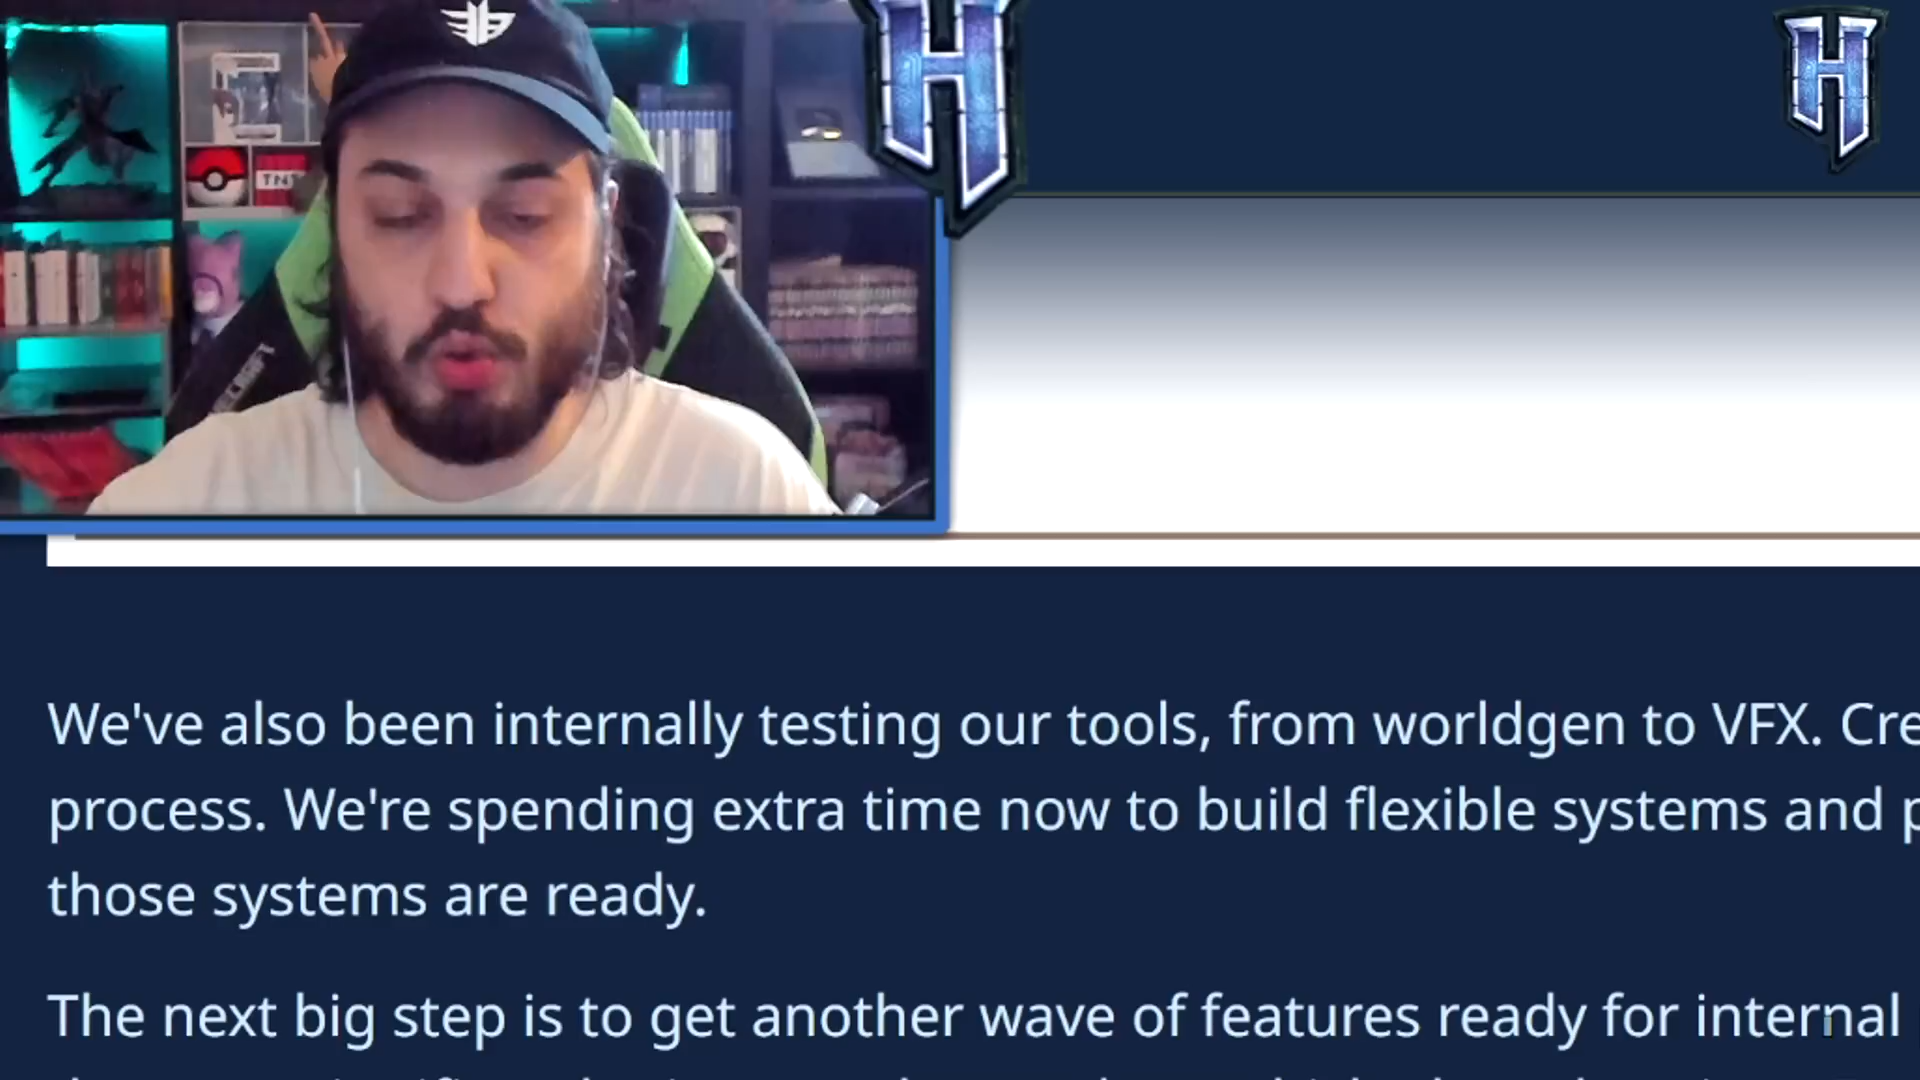 H
H
TNT
We've also been internally testing our tools, from worldgen to VFX. Cre
process. We're spending extra time now to build flexible systems and p
those systems are ready.
The next big step is to get another wave of features ready for internal